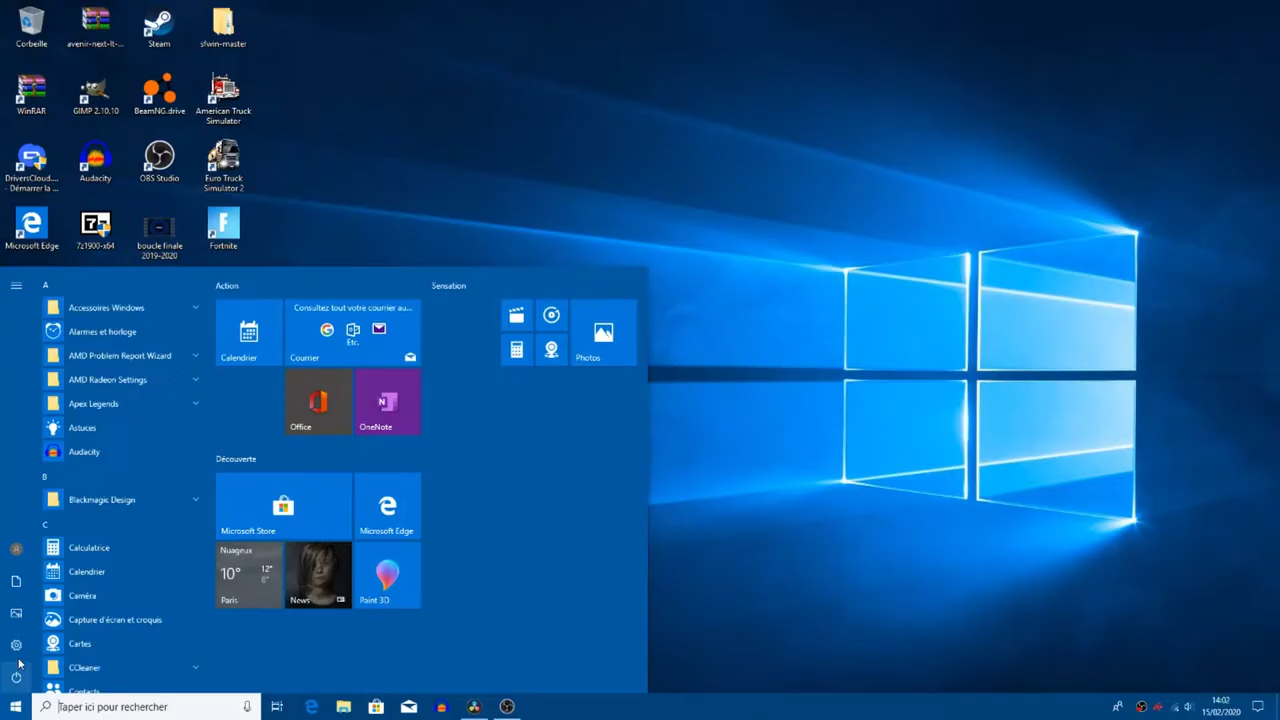 Corbeille
avenir-next-lt-...
Steam
sfwin-master
WinRAR
GIMP 2.10.10
BeamNG.drive
American Truck
Simulator
DriversCloud....
- Démarrer la ...
Audacity
OBS Studio
Euro Truck
Simulator 2
Microsoft Edge
7z1900-x64
boucle finale
2019-2020
Fortnite
A
Accessoires Windows
Alarmes et horloge
AMD Problem Report Wizard
AMD Radeon Settings
Apex Legends
Astuces
Audacity
B
Blackmagic Design
C
Calculatrice
Calendrier
Caméra
Capture d'écran et croquis
Cartes
CCleaner
Contacts
Action
Calendrier
Consultez tout votre courrier au...
Etc.
Courrier
Office
OneNote
Découverte
Microsoft Store
Microsoft Edge
Nuageux
10°
12°
8°
Paris
News
Paint 3D
Sensation
Photos
Taper ici pour rechercher
14:02
15/02/2020